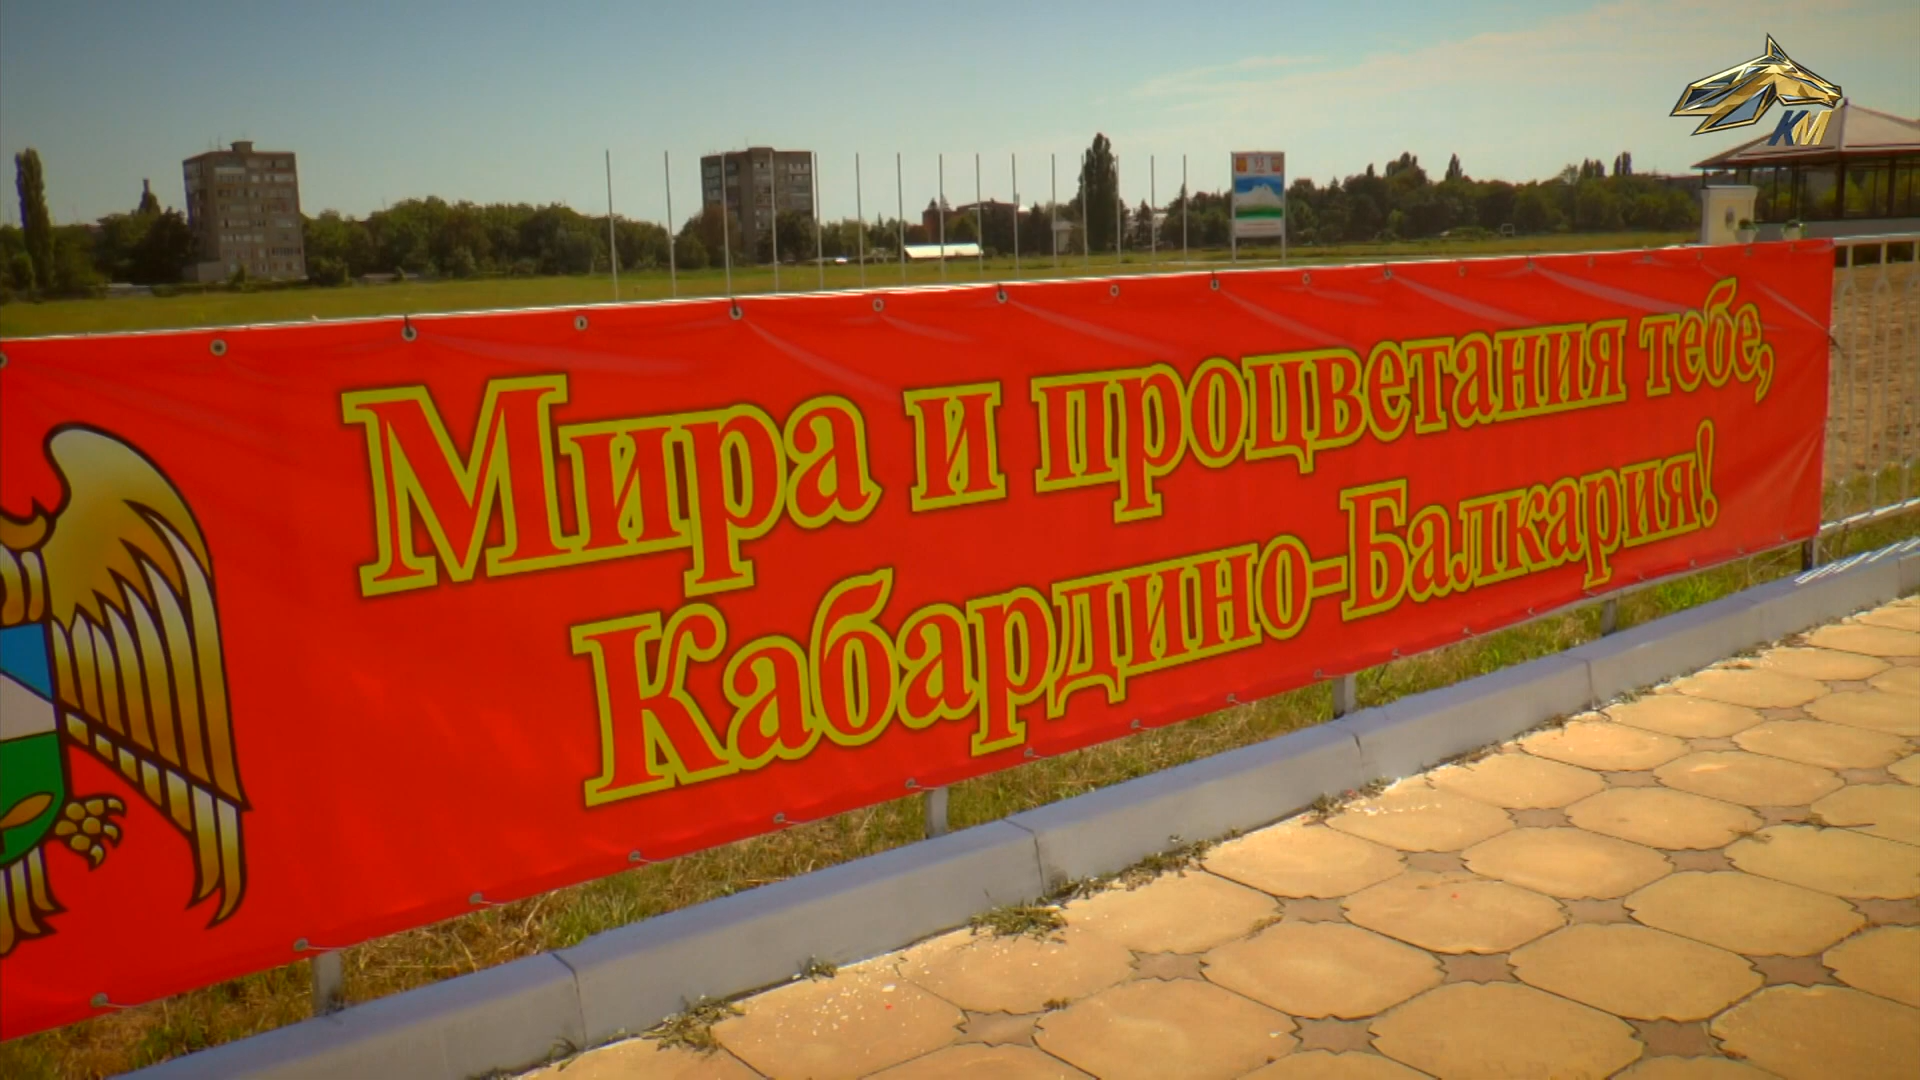 КМ
Мира и процветания тебе,
Кабардино-Балкария!